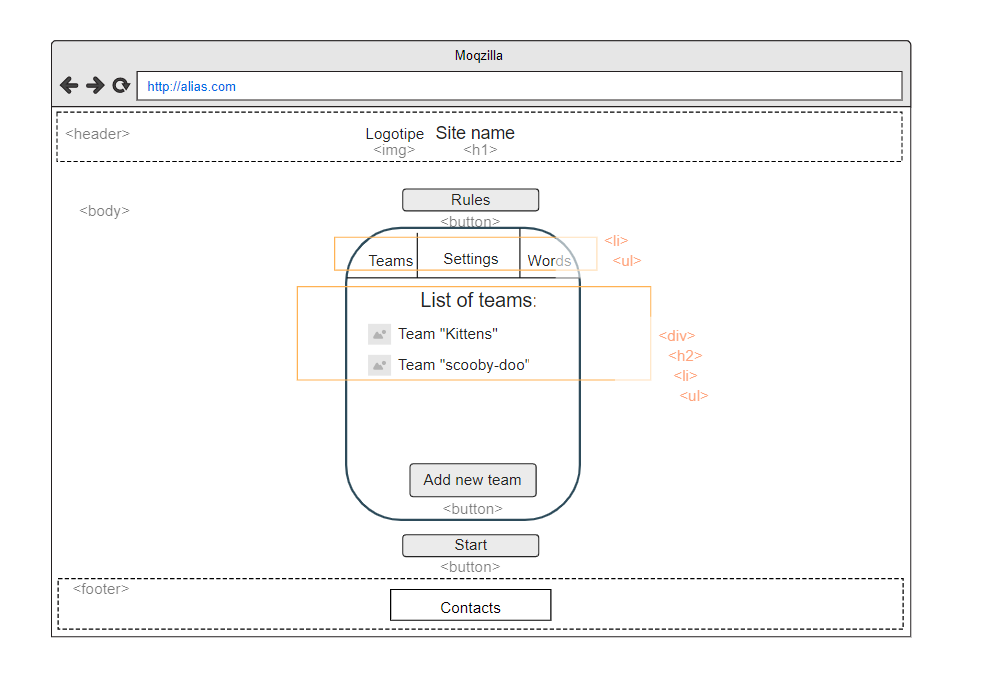 Moqzilla
http://alias.com
<header>
Logotipe Site name
<img> <h1>
<body>
Rules
<button>
Teams Settings Words
<li>
<ul>
List of teams:
Team "Kittens"
Team "scooby-doo"
<div>
<h2>
<li>
<ul>
Add new team
<button>
Start
<button>
<footer>
Contacts